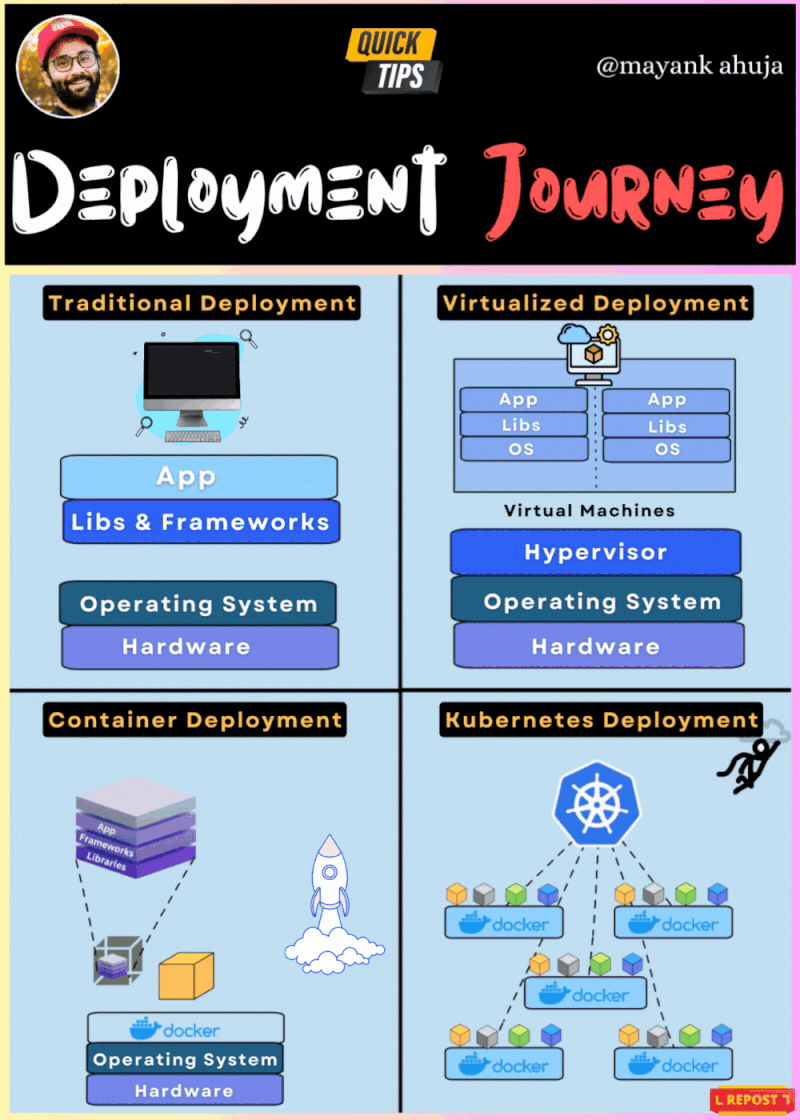 QUICK
TIPS
@mayank ahuja
DEPLOYMENT JOURNEY
Traditional Deployment
App
Libs & Frameworks
Operating System
Hardware
Virtualized Deployment
App
Libs
OS
App
Libs
OS
Virtual Machines
Hypervisor
Operating System
Hardware
Container Deployment
App
Frameworks
Libraries
docker
Operating System
Hardware
Kubernetes Deployment
docker
docker
docker
docker
docker
REPOST